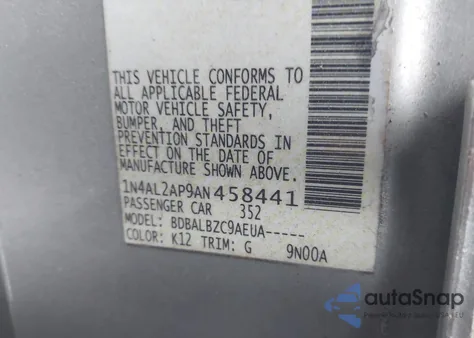 THIS VEHICLE CONFORMS TO
ALL APPLICABLE FEDERAL
MOTOR VEHICLE SAFETY,
BUMPER, AND THEFT
PREVENTION STANDARDS IN
EFFECT ON THE DATE OF
MANUFACTURE SHOWN ABOVE.
1N4AL2AP9AN458441
PASSENGER CAR 352
MODEL: BDBALBZC9AEUA-----
COLOR: K12 TRIM: G 9N00A
autoSnap